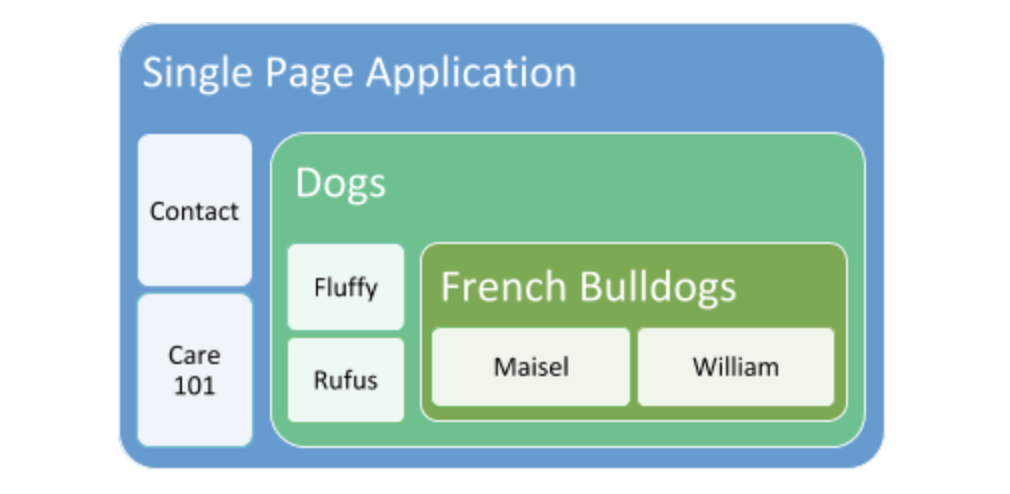 Single Page Application
Contact
Care
101
Dogs
Fluffy
Rufus
French Bulldogs
Maisel
William